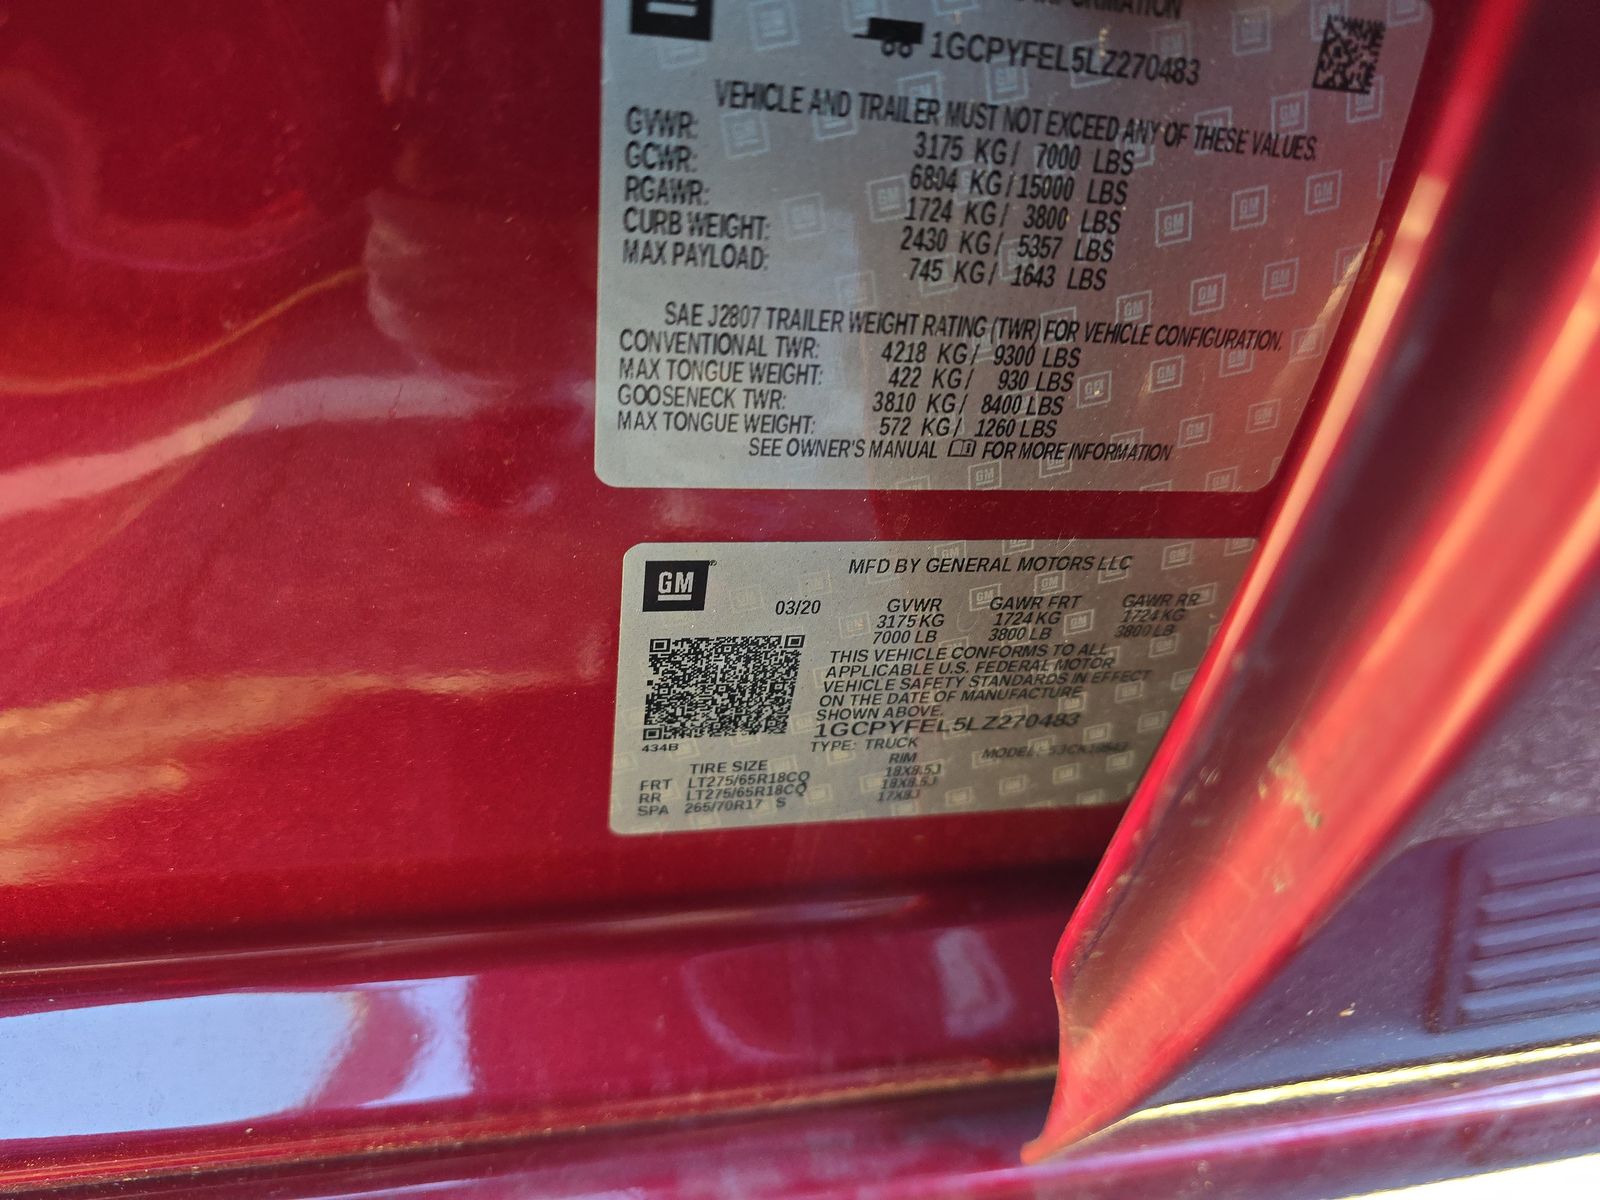 INFORMATION
1GCPYFEL5LZ270483
VEHICLE AND TRAILER MUST NOT EXCEED ANY OF THESE VALUES.
GVWR: 3175 KG/ 7000 LBS
GCWR: 6804 KG/15000 LBS
RGAWR: 1724 KG/ 3800 LBS
CURB WEIGHT: 2430 KG/ 5357 LBS
MAX PAYLOAD: 745 KG/ 1643 LBS
SAE J2807 TRAILER WEIGHT RATING (TWR) FOR VEHICLE CONFIGURATION.
CONVENTIONAL TWR: 4218 KG/ 9300 LBS
MAX TONGUE WEIGHT: 422 KG/ 930 LBS
GOOSENECK TWR: 3810 KG/ 8400 LBS
MAX TONGUE WEIGHT: 572 KG/ 1260 LBS
SEE OWNER'S MANUAL FOR MORE INFORMATION
GM
MFD BY GENERAL MOTORS LLC
03/20 GVWR GAWR FRT GAWR RR
3175 KG 1724 KG 1724 KG
7000 LB 3800 LB 3800 LB
THIS VEHICLE CONFORMS TO ALL
APPLICABLE U.S. FEDERAL MOTOR
VEHICLE SAFETY STANDARDS IN EFFECT
ON THE DATE OF MANUFACTURE
SHOWN ABOVE.
1GCPYFEL5LZ270483
434B
TYPE: TRUCK MODEL:
TIRE SIZE RIM
FRT LT275/65R18CQ 18X8.5J
RR LT275/65R18CQ 18X8.5J
SPA 265/70R17 S 17X8J